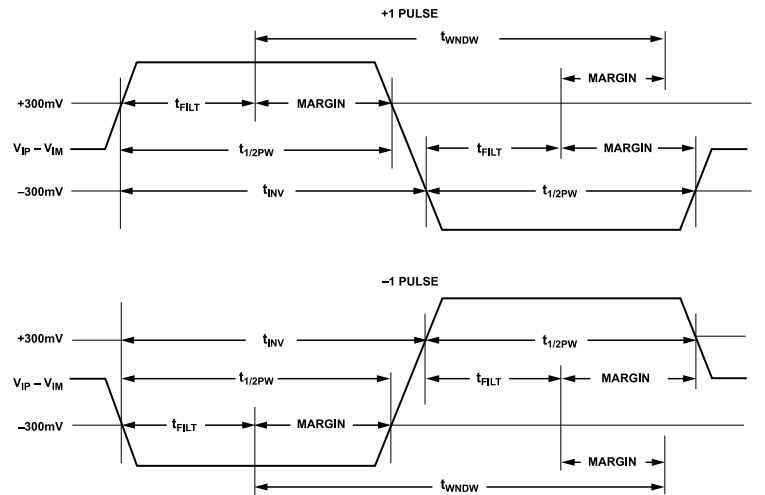 +1 PULSE
tWNDW
MARGIN
+300mV
tFILT
MARGIN
VIP – VIM
t1/2PW
tFILT
MARGIN
–300mV
tINV
t1/2PW
–1 PULSE
+300mV
tINV
t1/2PW
VIP – VIM
t1/2PW
tFILT
MARGIN
–300mV
tFILT
MARGIN
MARGIN
tWNDW